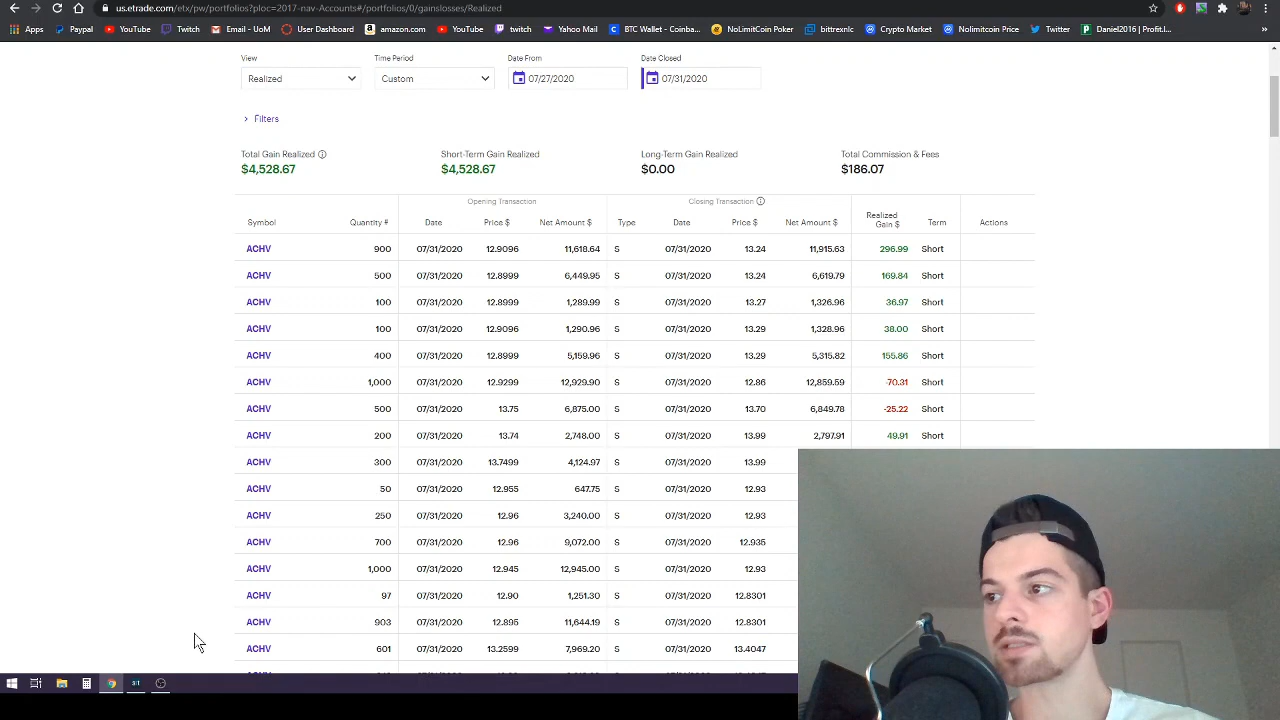 us.etrade.com/etx/pw/portfolios?ploc=2017-nav-Accounts#/portfolios/0/gainslosses/Realized
Apps Paypal YouTube Twitch Email - UoM User Dashboard amazon.com YouTube twitch Yahoo Mail BTC Wallet - Coinba... NoLimitCoin Poker bittrexnlc Crypto Market Nolimitcoin Price Twitter Daniel2016 | Profit.l... »
View Time Period Date From Date Closed
Realized Custom 07/27/2020 07/31/2020
Filters
Total Gain Realized Short-Term Gain Realized Long-Term Gain Realized Total Commission & Fees
$4,528.67 $4,528.67 $0.00 $186.07
Opening Transaction Closing Transaction
Symbol Quantity # Date Price $ Net Amount $ Type Date Price $ Net Amount $ Realized Gain $ Term Actions
ACHV 900 07/31/2020 12.9096 11,618.64 S 07/31/2020 13.24 11,915.63 296.99 Short
ACHV 500 07/31/2020 12.8999 6,449.95 S 07/31/2020 13.24 6,619.79 169.84 Short
ACHV 100 07/31/2020 12.8999 1,289.99 S 07/31/2020 13.27 1,326.96 36.97 Short
ACHV 100 07/31/2020 12.9096 1,290.96 S 07/31/2020 13.29 1,328.96 38.00 Short
ACHV 400 07/31/2020 12.8999 5,159.96 S 07/31/2020 13.29 5,315.82 155.86 Short
ACHV 1,000 07/31/2020 12.9299 12,929.90 S 07/31/2020 12.86 12,859.59 -70.31 Short
ACHV 500 07/31/2020 13.75 6,875.00 S 07/31/2020 13.70 6,849.78 -25.22 Short
ACHV 200 07/31/2020 13.74 2,748.00 S 07/31/2020 13.99 2,797.91 49.91 Short
ACHV 300 07/31/2020 13.7499 4,124.97 S 07/31/2020 13.99
ACHV 50 07/31/2020 12.955 647.75 S 07/31/2020 12.93
ACHV 250 07/31/2020 12.96 3,240.00 S 07/31/2020 12.93
ACHV 700 07/31/2020 12.96 9,072.00 S 07/31/2020 12.935
ACHV 1,000 07/31/2020 12.945 12,945.00 S 07/31/2020 12.93
ACHV 97 07/31/2020 12.90 1,251.30 S 07/31/2020 12.8301
ACHV 903 07/31/2020 12.895 11,644.19 S 07/31/2020 12.8301
ACHV 601 07/31/2020 13.2599 7,969.20 S 07/31/2020 13.4047